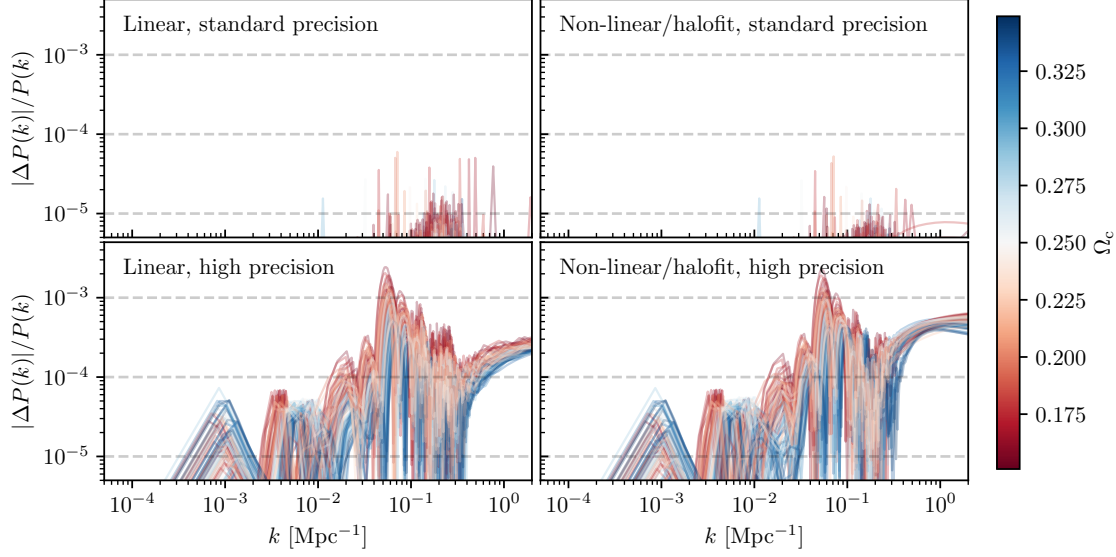 Linear, standard precision
Non-linear/halofit, standard precision
|ΔP(k)|/P(k)
10⁻³
10⁻⁴
10⁻⁵
Linear, high precision
Non-linear/halofit, high precision
|ΔP(k)|/P(k)
10⁻³
10⁻⁴
10⁻⁵
10⁻⁴ 10⁻³ 10⁻² 10⁻¹ 10⁰
10⁻⁴ 10⁻³ 10⁻² 10⁻¹ 10⁰
k [Mpc⁻¹]
k [Mpc⁻¹]
0.325
0.300
0.275
0.250
0.225
0.200
0.175
Ωc